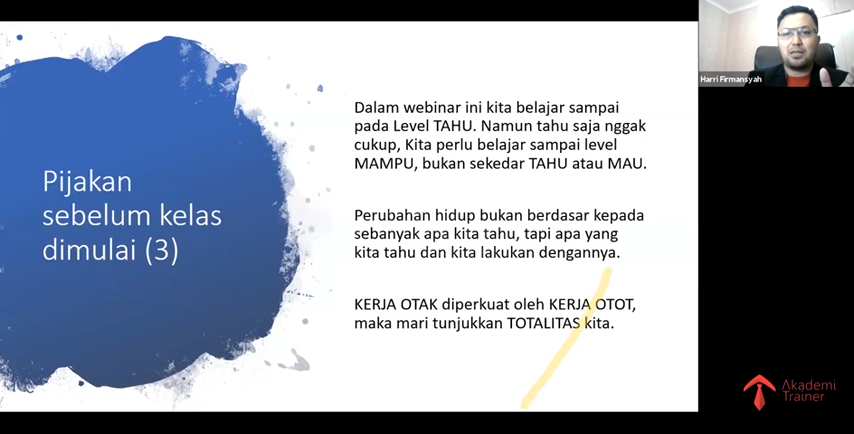 Pijakan
sebelum kelas
dimulai (3)
Dalam webinar ini kita belajar sampai
pada Level TAHU. Namun tahu saja nggak
cukup, Kita perlu belajar sampai level
MAMPU, bukan sekedar TAHU atau MAU.
Perubahan hidup bukan berdasar kepada
sebanyak apa kita tahu, tapi apa yang
kita tahu dan kita lakukan dengannya.
KERJA OTAK diperkuat oleh KERJA OTOT,
maka mari tunjukkan TOTALITAS kita.
Harri Firmansyah
Akademi
Trainer